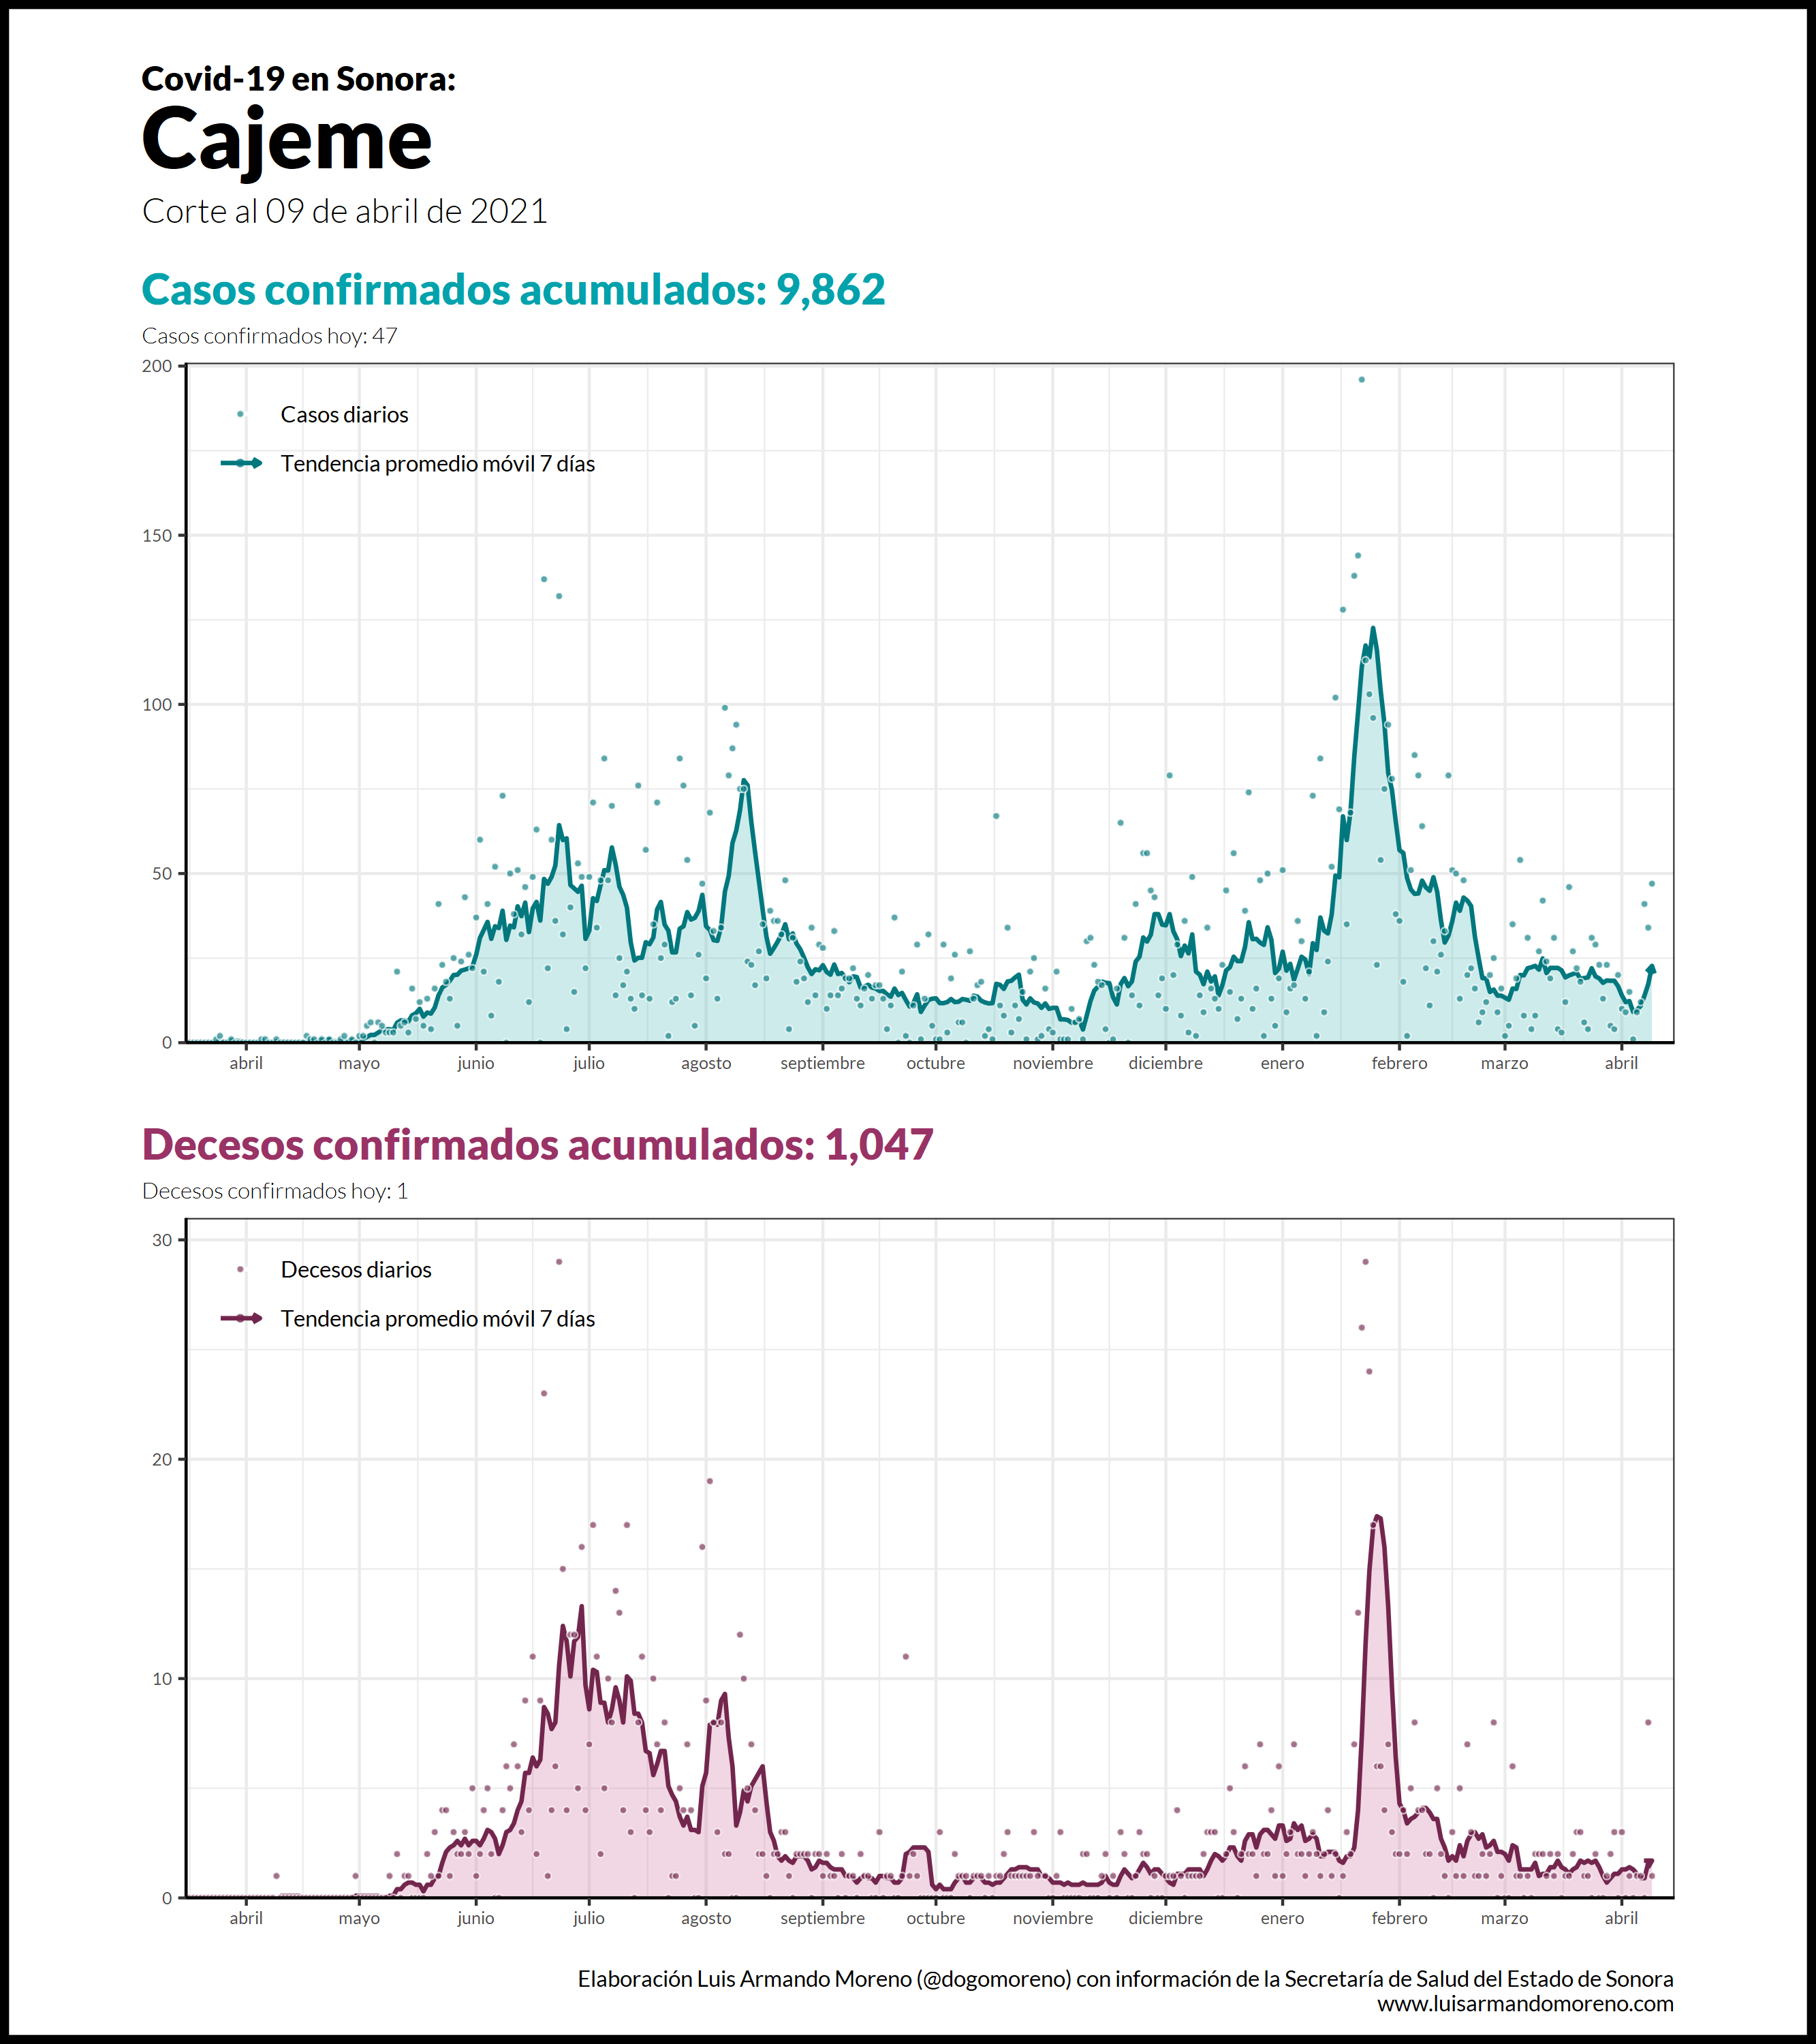 Covid-19 en Sonora:
Cajeme
Corte al 09 de abril de 2021
Casos confirmados acumulados: 9,862
Casos confirmados hoy: 47
200
Casos diarios
Tendencia promedio móvil 7 días
150
100
50
0
abril mayo junio julio agosto septiembre octubre noviembre diciembre enero febrero marzo abril
Decesos confirmados acumulados: 1,047
Decesos confirmados hoy: 1
30
Decesos diarios
Tendencia promedio móvil 7 días
20
10
0
abril mayo junio julio agosto septiembre octubre noviembre diciembre enero febrero marzo abril
Elaboración Luis Armando Moreno (@dogomoreno) con información de la Secretaría de Salud del Estado de Sonora
www.luisarmandomoreno.com